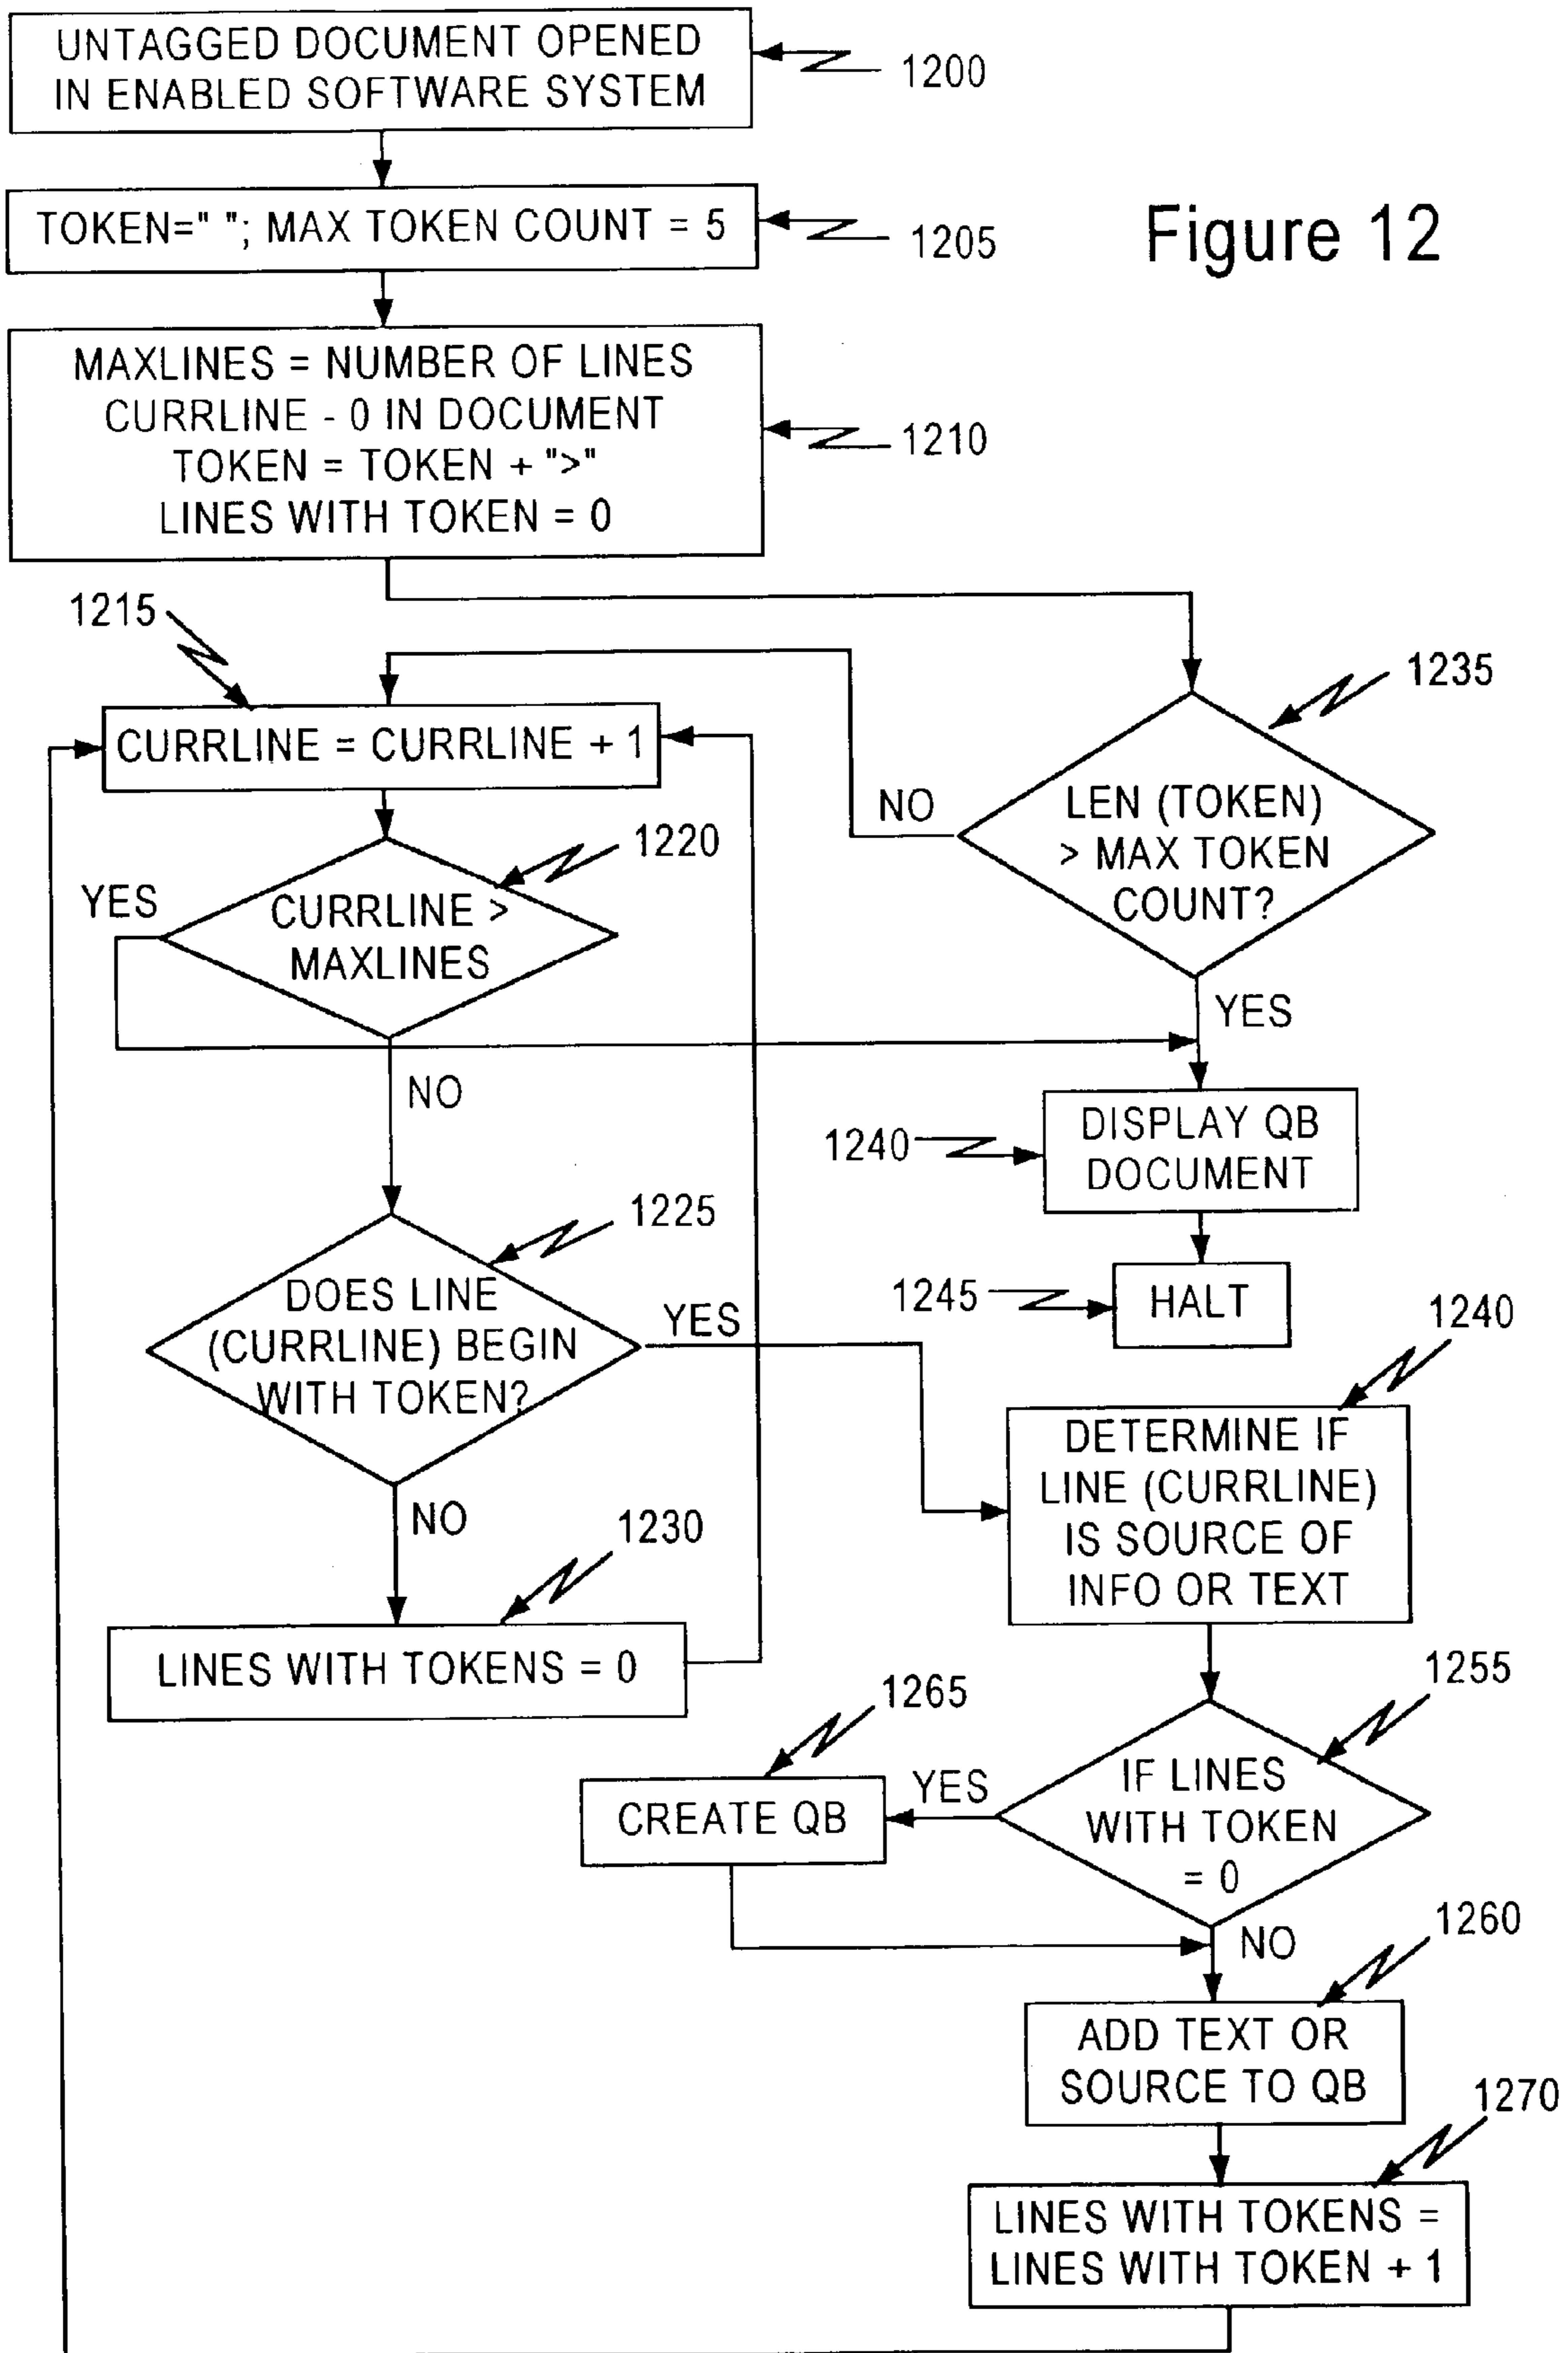 UNTAGGED DOCUMENT OPENED
IN ENABLED SOFTWARE SYSTEM
1200
TOKEN=" "; MAX TOKEN COUNT = 5
1205
Figure 12
MAXLINES = NUMBER OF LINES
CURRLINE - 0 IN DOCUMENT
TOKEN = TOKEN + ">"
LINES WITH TOKEN = 0
1210
1215
CURRLINE = CURRLINE + 1
1235
LEN (TOKEN)
> MAX TOKEN
COUNT?
NO
YES
1220
CURRLINE >
MAXLINES
YES
NO
1240
DISPLAY QB
DOCUMENT
1245
HALT
1225
DOES LINE
(CURRLINE) BEGIN
WITH TOKEN?
YES
NO
1230
LINES WITH TOKENS = 0
1240
DETERMINE IF
LINE (CURRLINE)
IS SOURCE OF
INFO OR TEXT
1255
IF LINES
WITH TOKEN
= 0
YES
NO
1265
CREATE QB
1260
ADD TEXT OR
SOURCE TO QB
1270
LINES WITH TOKENS =
LINES WITH TOKEN + 1